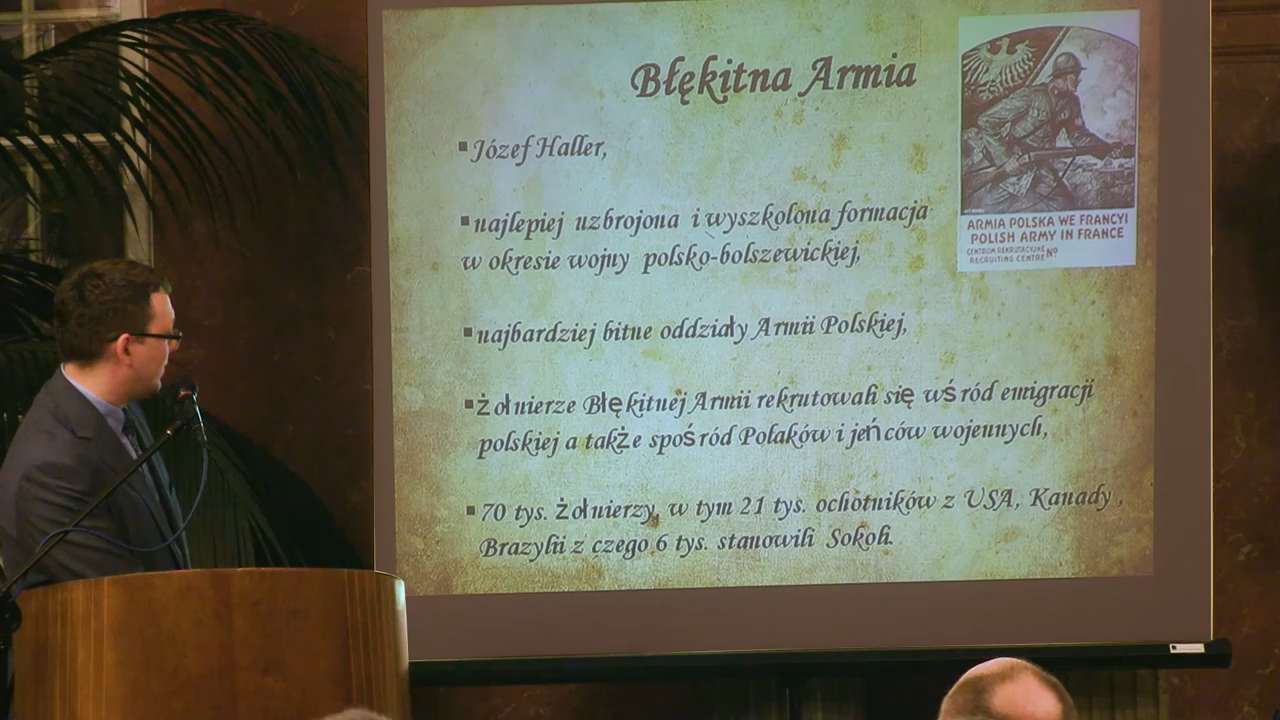 Błękitna Armia
Józef Haller,
najlepiej uzbrojona i wyszkolona formacja
w okresie wojny polsko-bolszewickiej,
najbardziej bitne oddziały Armii Polskiej,
żołnierze Błękitnej Armii rekrutowali się wśród emigracji
polskiej a także spośród Polaków i jeńców wojennych,
70 tys. żołnierzy, w tym 21 tys. ochotników z USA, Kanady,
Brazylii z czego 6 tys. stanowili Sokoli.
ARMIA POLSKA WE FRANCYI
POLISH ARMY IN FRANCE
CENTRUM REKRUTACYJNE
RECRUITING CENTRE No